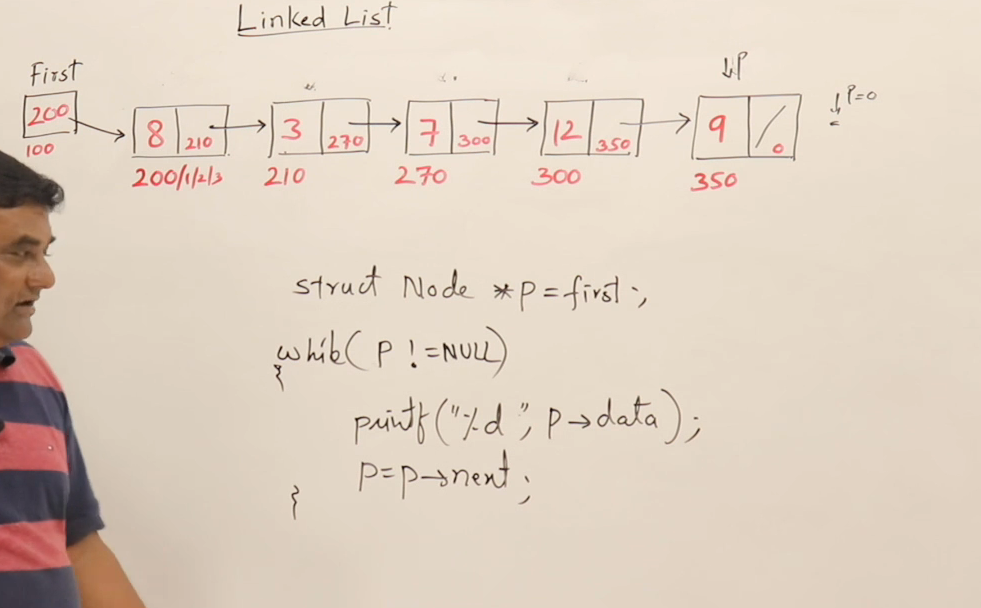 Linked List
First
↓P
200
8 210
3 270
7 300
12 350
9 0
↓P=0
100
200/1/2/3
210
270
300
350
struct Node *P=first;
while( P !=NULL)
{
printf("%d", P→data);
P=P→next;
}